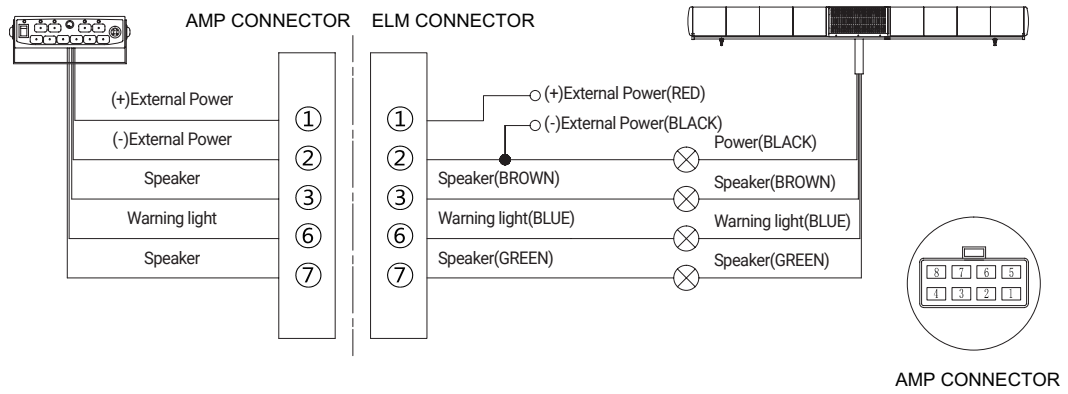 AMP CONNECTOR ELM CONNECTOR
(+)External Power ① ① (+)External Power(RED)
(-)External Power(BLACK)
(-)External Power ② ② Power(BLACK)
Speaker ③ ③ Speaker(BROWN) Speaker(BROWN)
Warning light ⑥ ⑥ Warning light(BLUE) Warning light(BLUE)
Speaker ⑦ ⑦ Speaker(GREEN) Speaker(GREEN)
8 7 6 5
4 3 2 1
AMP CONNECTOR